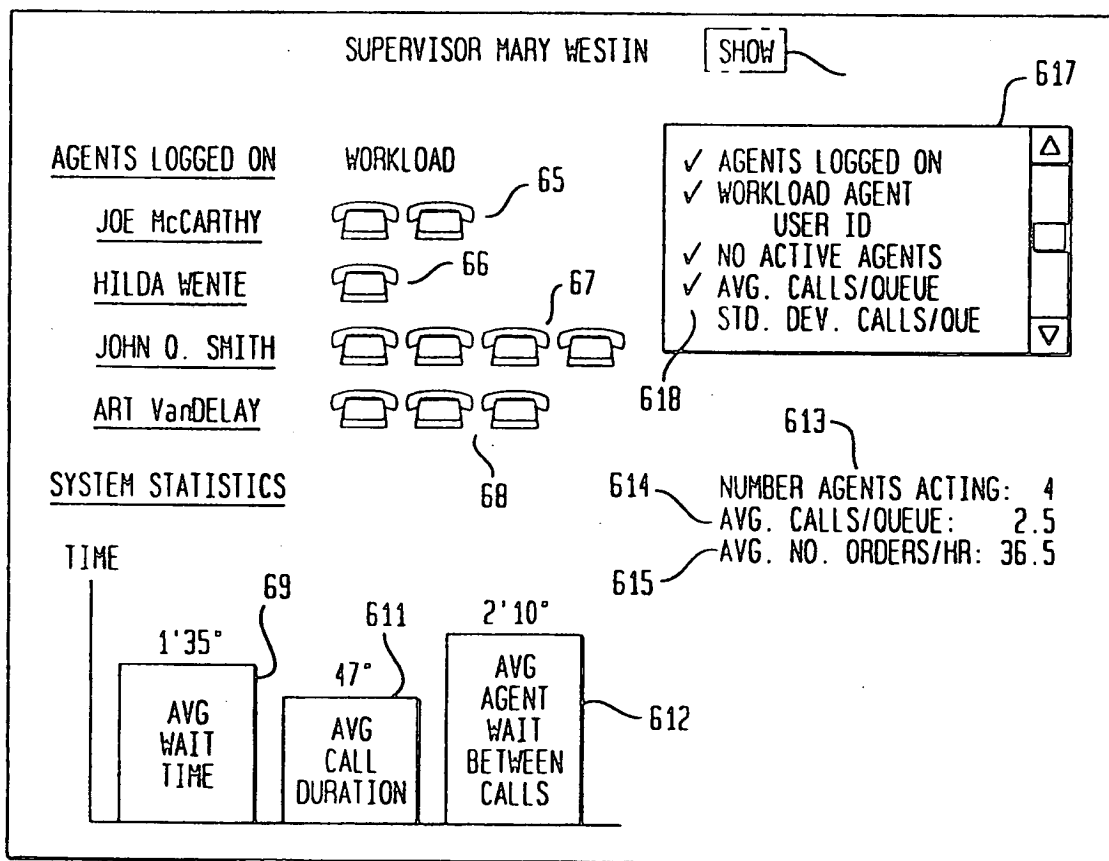 SUPERVISOR MARY WESTIN SHOW
617
AGENTS LOGGED ON WORKLOAD
✓ AGENTS LOGGED ON
✓ WORKLOAD AGENT
USER ID
✓ NO ACTIVE AGENTS
✓ AVG. CALLS/QUEUE
STD. DEV. CALLS/QUE
618
JOE McCARTHY 65
HILDA WENTE 66
67
JOHN Q. SMITH
ART VanDELAY
68
613
SYSTEM STATISTICS
614 NUMBER AGENTS ACTING: 4
AVG. CALLS/QUEUE: 2.5
615 AVG. NO. ORDERS/HR: 36.5
TIME
69
1'35°
AVG
WAIT
TIME
611
47°
AVG
CALL
DURATION
2'10°
AVG
AGENT
WAIT
BETWEEN
CALLS
612